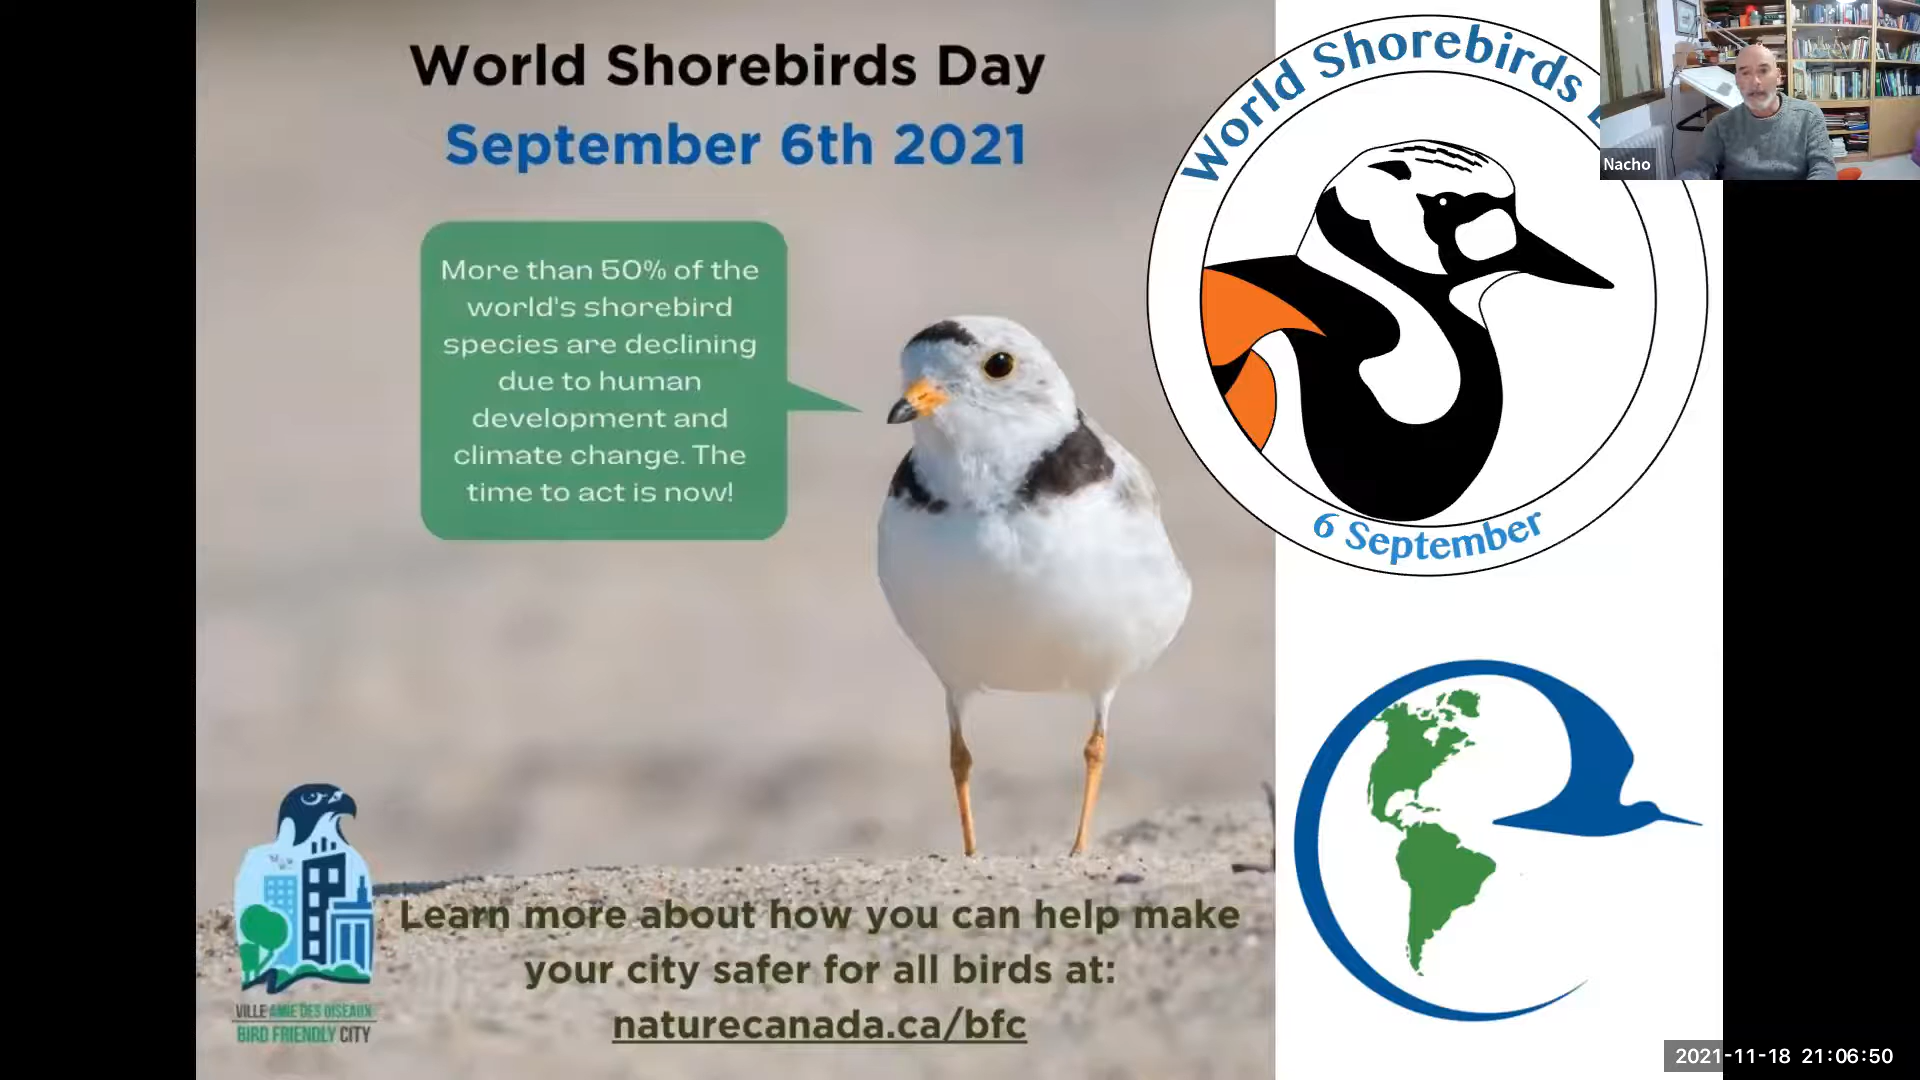 World Shorebirds Day
September 6th 2021
More than 50% of the
world's shorebird
species are declining
due to human
development and
climate change. The
time to act is now!
Learn more about how you can help make
your city safer for all birds at:
naturecanada.ca/bfc
VILLE AMIE DES OISEAUX
BIRD FRIENDLY CITY
World Shorebirds
6 September
Nacho
2021-11-18 21:06:50